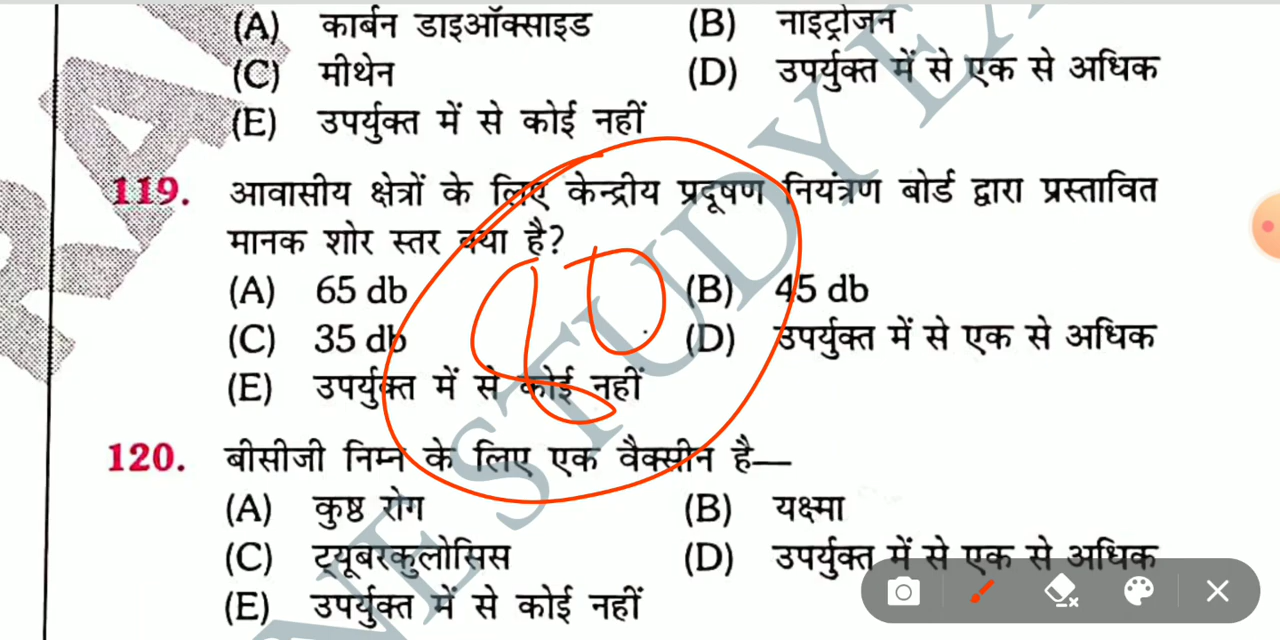 (A) कार्बन डाइऑक्साइड (B) नाइट्रोजन
(C) मीथेन (D) उपर्युक्त में से एक से अधिक
(E) उपर्युक्त में से कोई नहीं
119. आवासीय क्षेत्रों के लिए केन्द्रीय प्रदूषण नियंत्रण बोर्ड द्वारा प्रस्तावित
मानक शोर स्तर क्या है?
(A) 65 db (B) 45 db
(C) 35 db (D) उपर्युक्त में से एक से अधिक
(E) उपर्युक्त में से कोई नहीं
120. बीसीजी निम्न के लिए एक वैक्सीन है—
(A) कुष्ठ रोग (B) यक्ष्मा
(C) ट्यूबरकुलोसिस (D) उपर्युक्त में से एक से अधिक
(E) उपर्युक्त में से कोई नहीं
STUDY